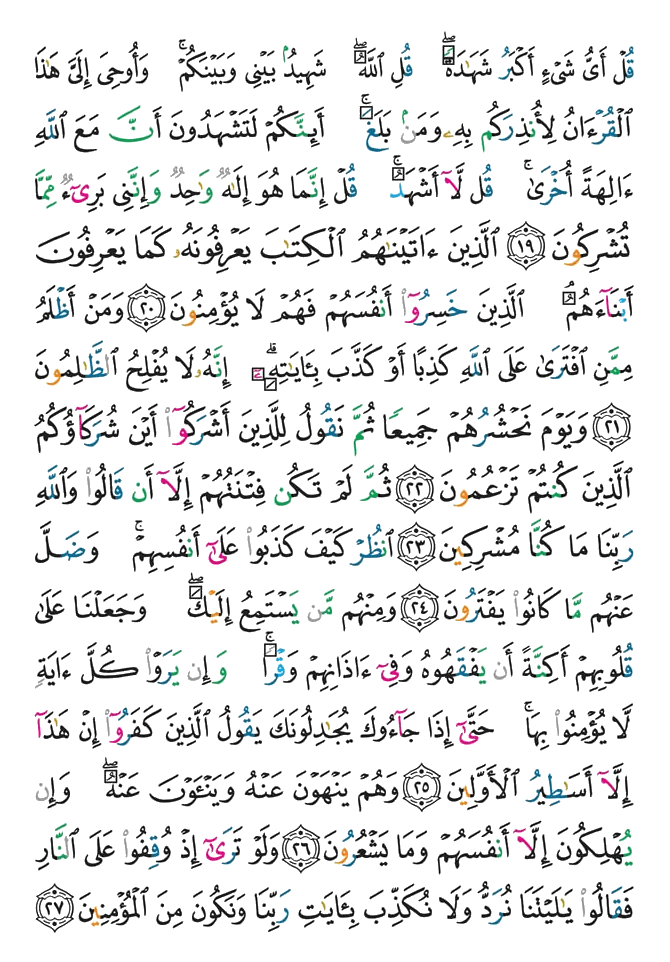 قُلۡ أَيُّ شَيۡءٍ أَكۡبَرُ شَهَٰدَةٗۖ قُلِ ٱللَّهُۖ شَهِيدُۢ بَيۡنِي وَبَيۡنَكُمۡۚ وَأُوحِيَ إِلَيَّ هَٰذَا
ٱلۡقُرۡءَانُ لِأُنذِرَكُم بِهِۦ وَمَنۢ بَلَغَۚ أَئِنَّكُمۡ لَتَشۡهَدُونَ أَنَّ مَعَ ٱللَّهِ
ءَالِهَةً أُخۡرَىٰۚ قُل لَّآ أَشۡهَدُۚ قُلۡ إِنَّمَا هُوَ إِلَٰهٞ وَٰحِدٞ وَإِنَّنِي بَرِيٓءٞ مِّمَّا
تُشۡرِكُونَ ١٩ ٱلَّذِينَ ءَاتَيۡنَٰهُمُ ٱلۡكِتَٰبَ يَعۡرِفُونَهُۥ كَمَا يَعۡرِفُونَ
أَبۡنَآءَهُمُۘ ٱلَّذِينَ خَسِرُوٓاْ أَنفُسَهُمۡ فَهُمۡ لَا يُؤۡمِنُونَ ٢٠ وَمَنۡ أَظۡلَمُ
مِمَّنِ ٱفۡتَرَىٰ عَلَى ٱللَّهِ كَذِبًا أَوۡ كَذَّبَ بِـَٔايَٰتِهِۦٓۚ إِنَّهُۥ لَا يُفۡلِحُ ٱلظَّٰلِمُونَ
٢١ وَيَوۡمَ نَحۡشُرُهُمۡ جَمِيعٗا ثُمَّ نَقُولُ لِلَّذِينَ أَشۡرَكُوٓاْ أَيۡنَ شُرَكَآؤُكُمُ
ٱلَّذِينَ كُنتُمۡ تَزۡعُمُونَ ٢٢ ثُمَّ لَمۡ تَكُن فِتۡنَتُهُمۡ إِلَّآ أَن قَالُواْ وَٱللَّهِ
رَبِّنَا مَا كُنَّا مُشۡرِكِينَ ٢٣ ٱنظُرۡ كَيۡفَ كَذَبُواْ عَلَىٰٓ أَنفُسِهِمۡۚ وَضَلَّ
عَنۡهُم مَّا كَانُواْ يَفۡتَرُونَ ٢٤ وَمِنۡهُم مَّن يَسۡتَمِعُ إِلَيۡكَۖ وَجَعَلۡنَا عَلَىٰ
قُلُوبِهِمۡ أَكِنَّةً أَن يَفۡقَهُوهُ وَفِيٓ ءَاذَانِهِمۡ وَقۡرٗاۚ وَإِن يَرَوۡاْ كُلَّ ءَايَةٖ
لَّا يُؤۡمِنُواْ بِهَاۚ حَتَّىٰٓ إِذَا جَآءُوكَ يُجَٰدِلُونَكَ يَقُولُ ٱلَّذِينَ كَفَرُوٓاْ إِنۡ هَٰذَآ
إِلَّآ أَسَٰطِيرُ ٱلۡأَوَّلِينَ ٢٥ وَهُمۡ يَنۡهَوۡنَ عَنۡهُ وَيَنۡـَٔوۡنَ عَنۡهُۖ وَإِن
يُهۡلِكُونَ إِلَّآ أَنفُسَهُمۡ وَمَا يَشۡعُرُونَ ٢٦ وَلَوۡ تَرَىٰٓ إِذۡ وُقِفُواْ عَلَى ٱلنَّارِ
فَقَالُواْ يَٰلَيۡتَنَا نُرَدُّ وَلَا نُكَذِّبَ بِـَٔايَٰتِ رَبِّنَا وَنَكُونَ مِنَ ٱلۡمُؤۡمِنِينَ ٢٧